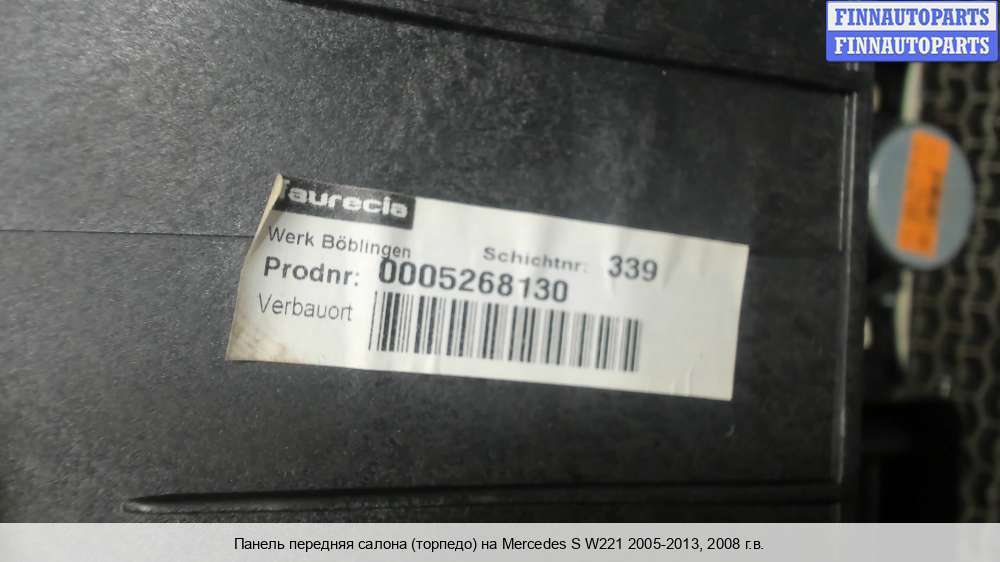 FINNAUTOPARTS
FINNAUTOPARTS
faurecia
Werk Böblingen Schichtnr: 339
Prodnr: 0005268130
Verbauort
Панель передняя салона (торпедо) на Mercedes S W221 2005-2013, 2008 г.в.